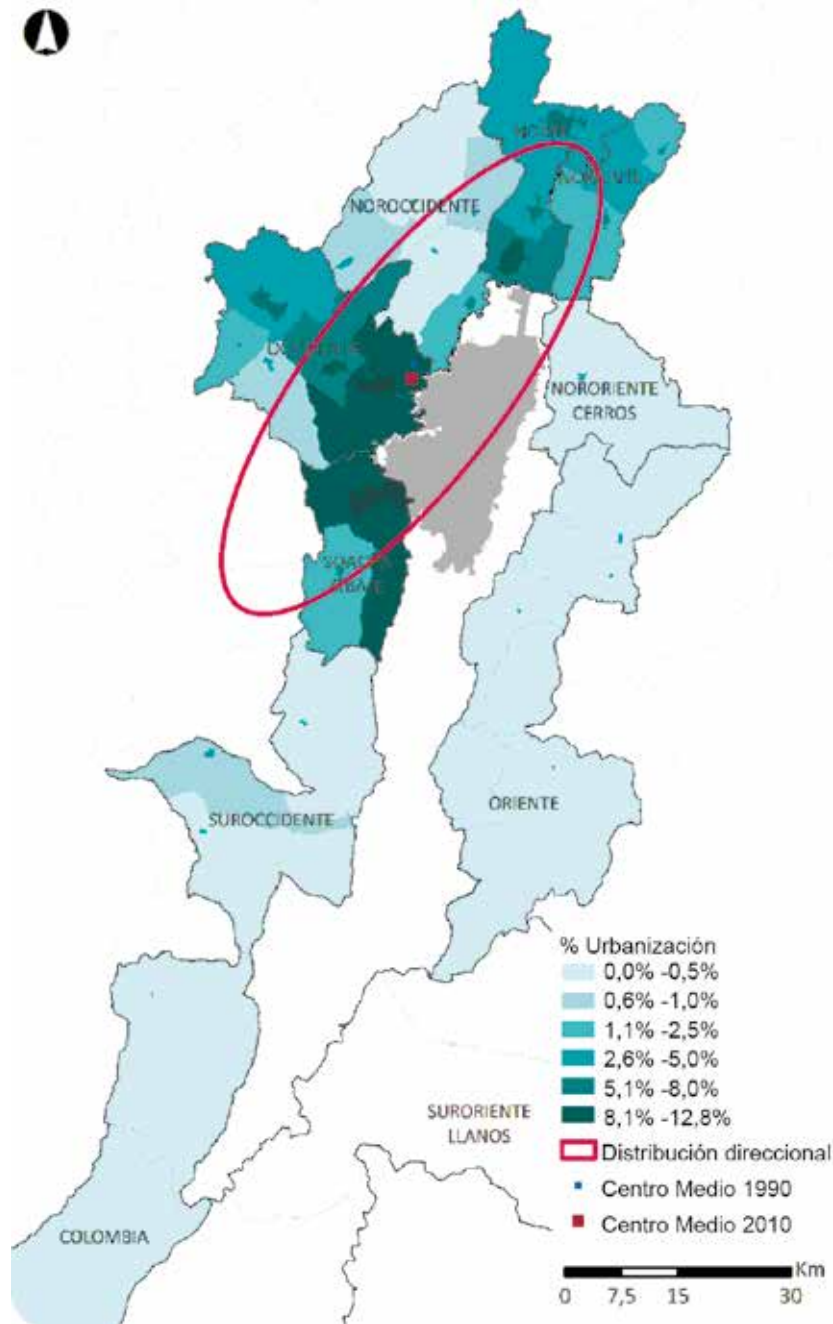 NOROCCIDENTE
NORORIENTE
CERROS
SUROCCIDENTE
ORIENTE
% Urbanización
0,0% -0,5%
0,6% -1,0%
1,1% -2,5%
2,6% -5,0%
5,1% -8,0%
8,1% -12,8%
SURORIENTE
LLANOS
Distribución direccional
Centro Medio 1990
Centro Medio 2010
COLOMBIA
Km
0 7,5 15 30